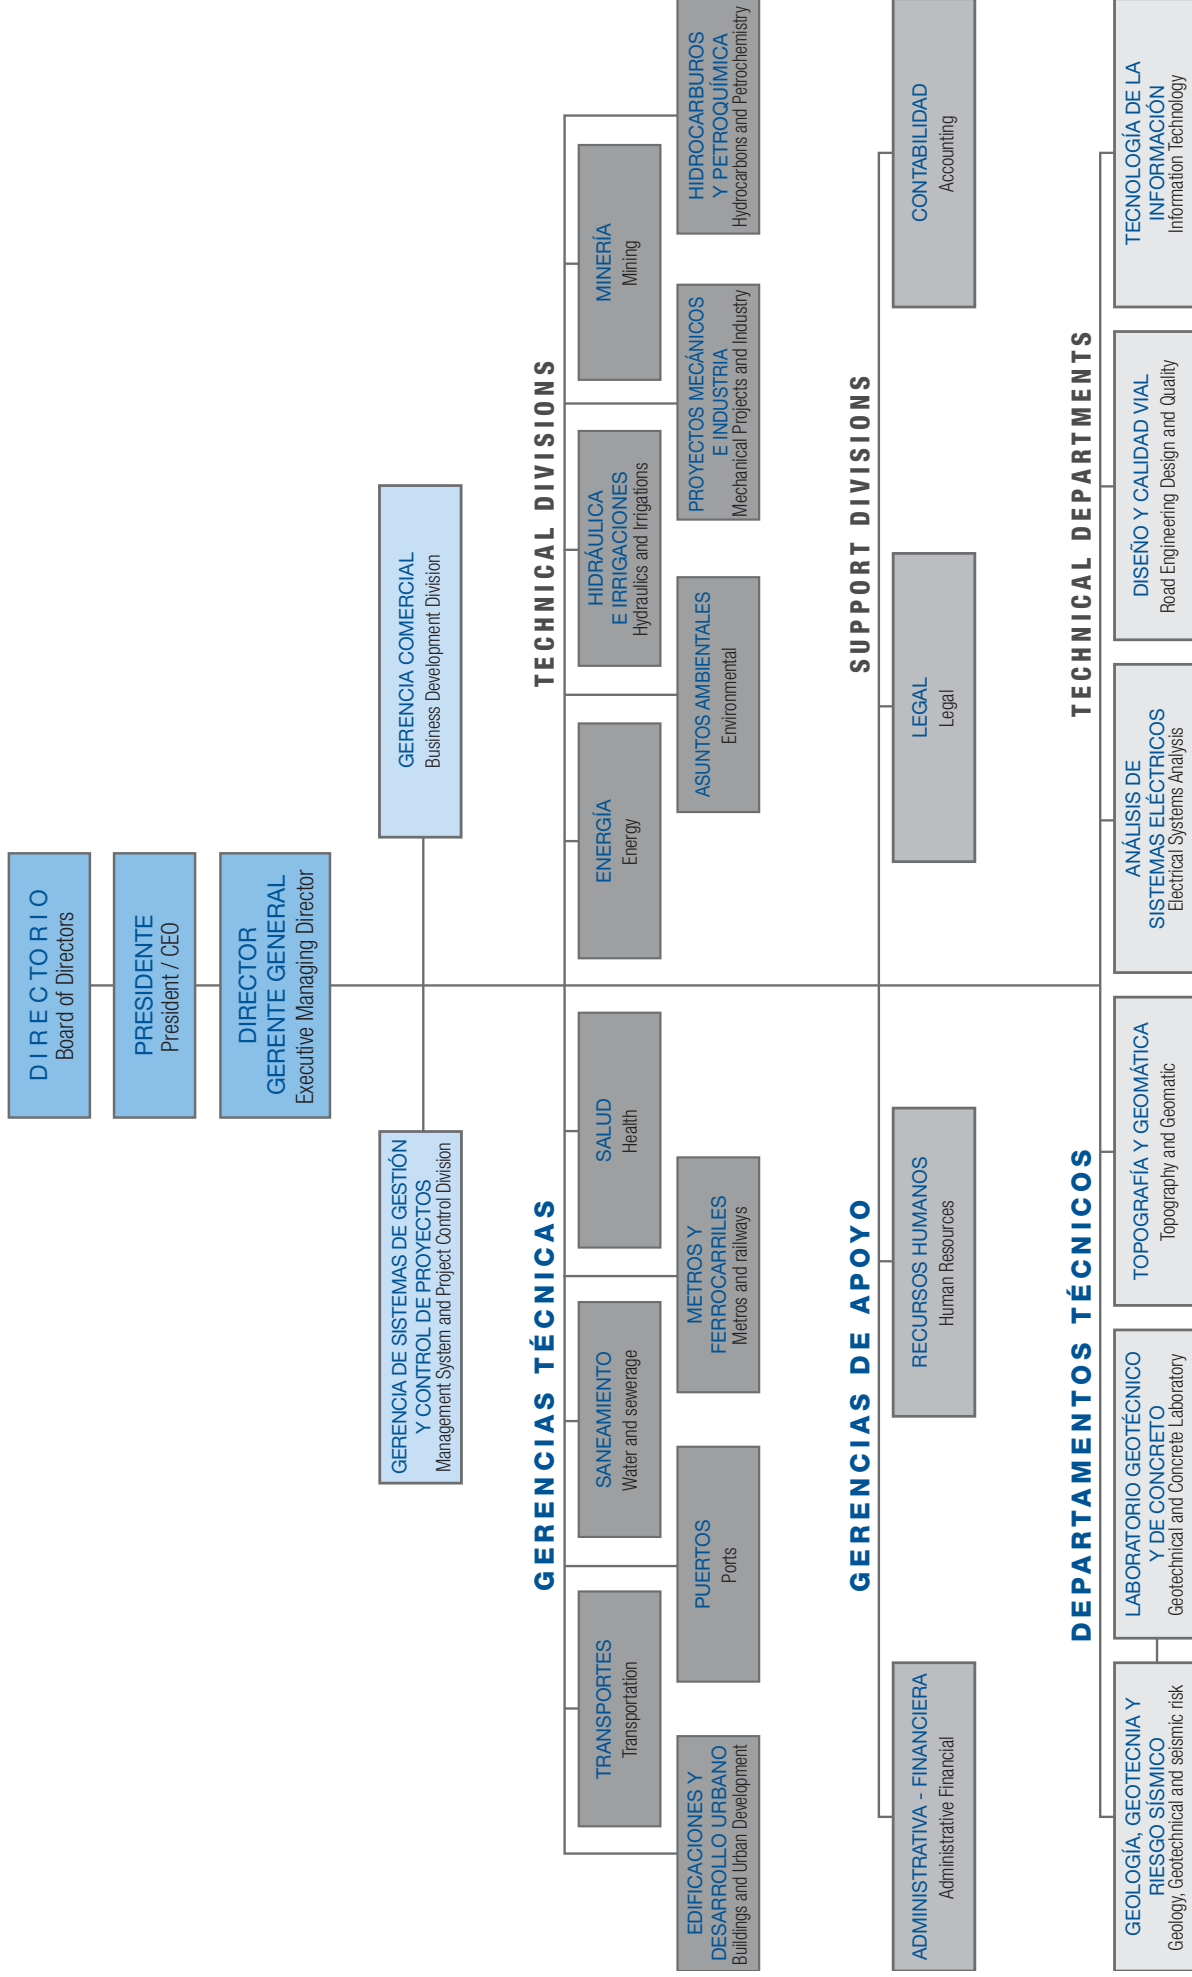 DIRECTORIO
Board of Directors
PRESIDENTE
President / CEO
DIRECTOR
GERENTE GENERAL
Executive Managing Director
GERENCIA DE SISTEMAS DE GESTIÓN
Y CONTROL DE PROYECTOS
Management System and Project Control Division
GERENCIA COMERCIAL
Business Development Division
GERENCIAS TÉCNICAS
TECHNICAL DIVISIONS
TRANSPORTES
Transportation
SANEAMIENTO
Water and sewerage
SALUD
Health
ENERGÍA
Energy
HIDRÁULICA
E IRRIGACIONES
Hydraulics and Irrigations
MINERÍA
Mining
EDIFICACIONES Y
DESARROLLO URBANO
Buildings and Urban Development
PUERTOS
Ports
METROS Y
FERROCARRILES
Metros and railways
ASUNTOS AMBIENTALES
Environmental
PROYECTOS MECÁNICOS
E INDUSTRIA
Mechanical Projects and Industry
HIDROCARBUROS
Y PETROQUÍMICA
Hydrocarbons and Petrochemistry
GERENCIAS DE APOYO
SUPPORT DIVISIONS
ADMINISTRATIVA - FINANCIERA
Administrative Financial
RECURSOS HUMANOS
Human Resources
LEGAL
Legal
CONTABILIDAD
Accounting
DEPARTAMENTOS TÉCNICOS
TECHNICAL DEPARTMENTS
GEOLOGÍA, GEOTECNIA Y
RIESGO SÍSMICO
Geology, Geotechnical and seismic risk
LABORATORIO GEOTÉCNICO
Y DE CONCRETO
Geotechnical and Concrete Laboratory
TOPOGRAFÍA Y GEOMÁTICA
Topography and Geomatic
ANÁLISIS DE
SISTEMAS ELÉCTRICOS
Electrical Systems Analysis
DISEÑO Y CALIDAD VIAL
Road Engineering Design and Quality
TECNOLOGÍA DE LA
INFORMACIÓN
Information Technology